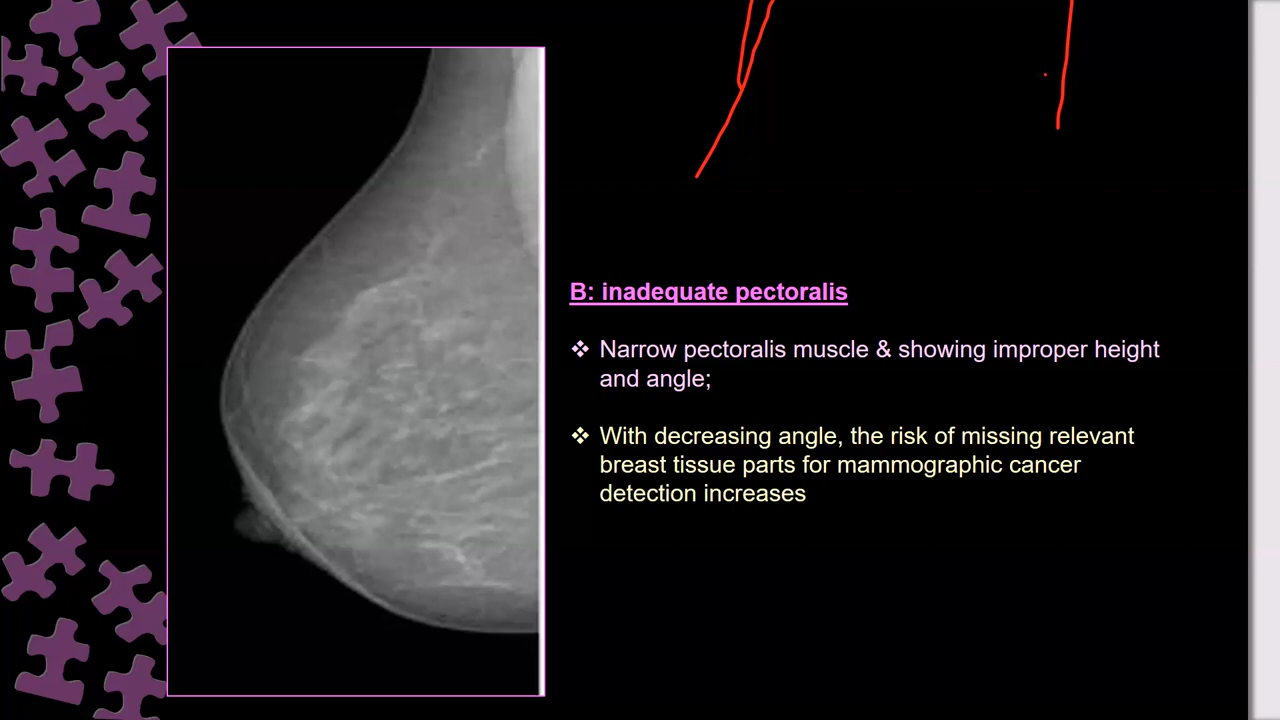 B: inadequate pectoralis
❖ Narrow pectoralis muscle & showing improper height
and angle;
❖ With decreasing angle, the risk of missing relevant
breast tissue parts for mammographic cancer
detection increases